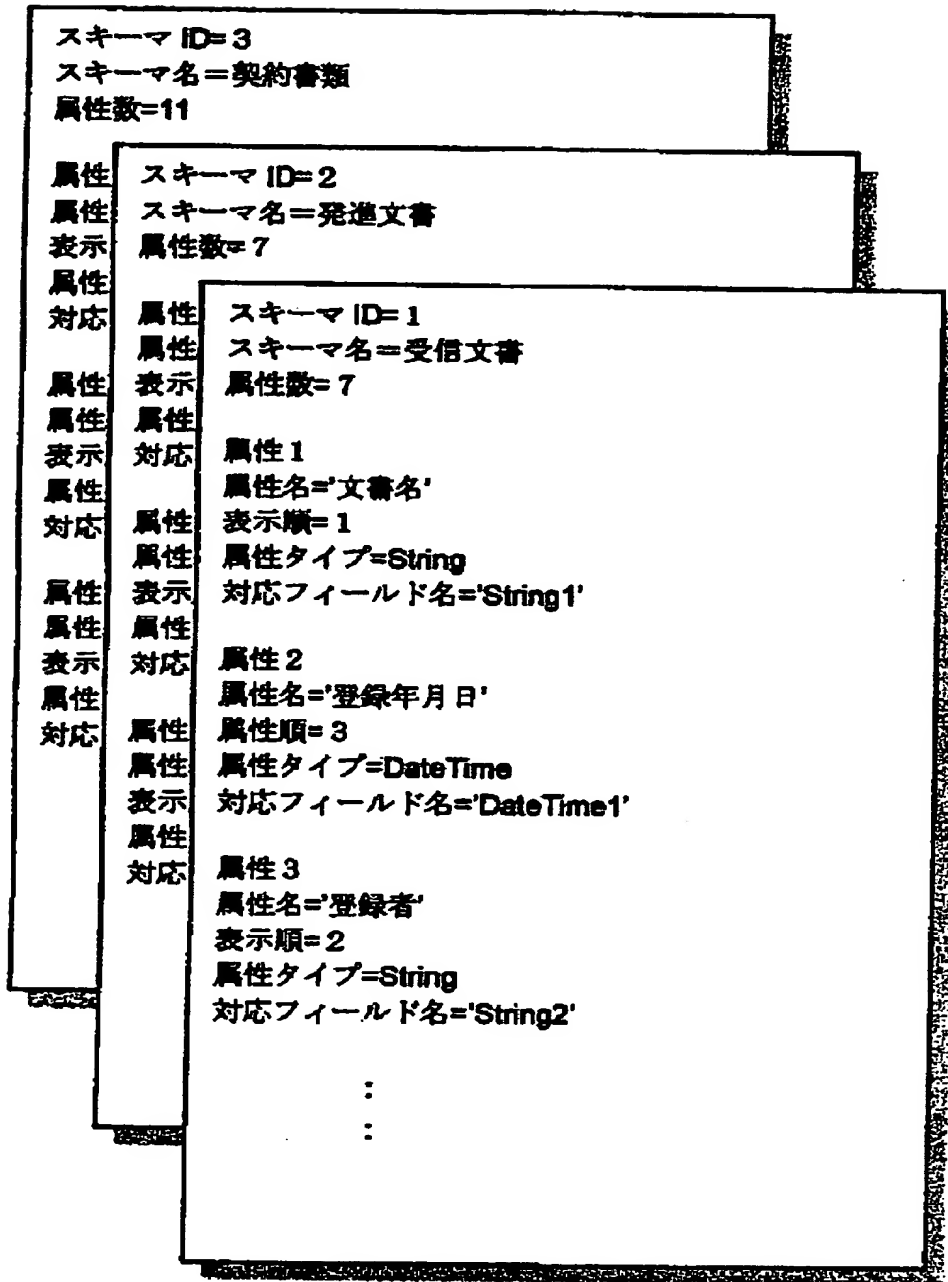 スキーマ ID= 3
スキーマ名＝契約書類
属性数=11
属性
属性
表示
属性
対応
属性
属性
表示
属性
対応
属性
属性
表示
属性
対応
スキーマ ID= 2
スキーマ名＝発進文書
属性数= 7
属性
属性
表示
属性
対応
属性
属性
表示
属性
対応
属性
属性
表示
属性
対応
スキーマ ID= 1
スキーマ名＝受信文書
属性数= 7
属性 1
属性名='文書名'
表示順= 1
属性タイプ=String
対応フィールド名='String1'
属性 2
属性名='登録年月日'
属性順= 3
属性タイプ=DateTime
対応フィールド名='DateTime1'
属性 3
属性名='登録者'
表示順= 2
属性タイプ=String
対応フィールド名='String2'
:
: